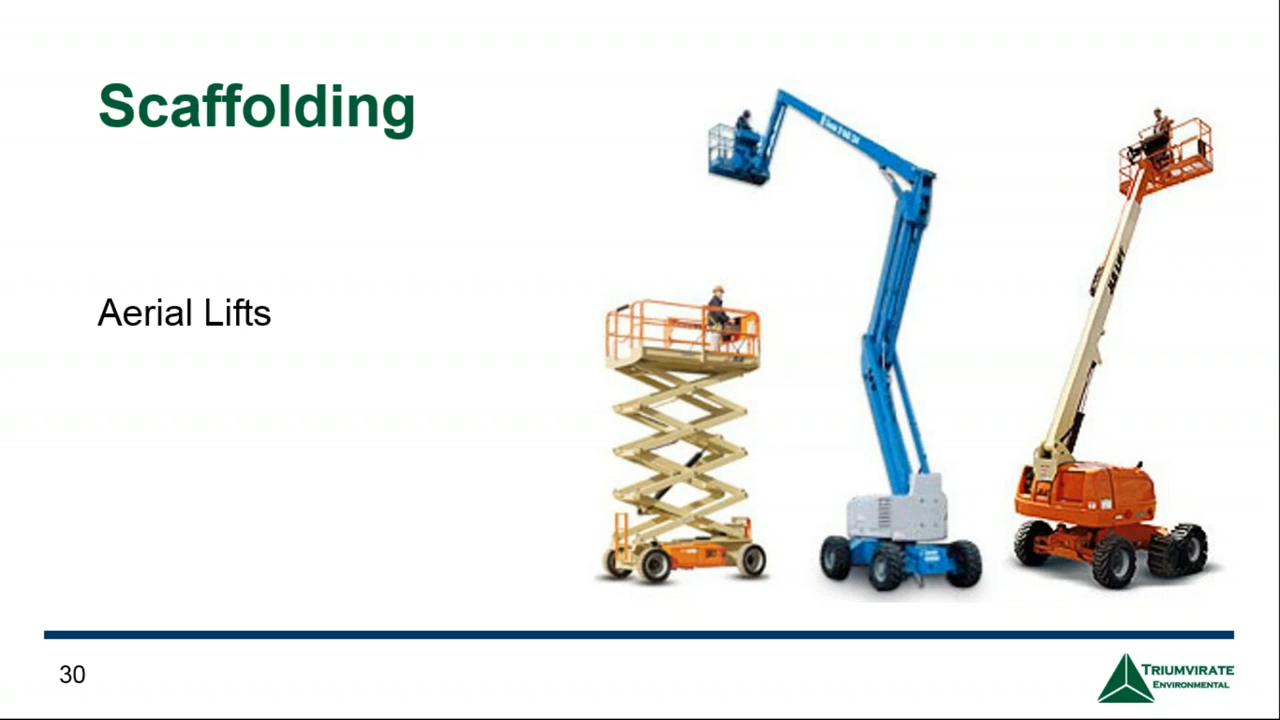 Scaffolding
Aerial Lifts
30
TRIUMVIRATE
ENVIRONMENTAL